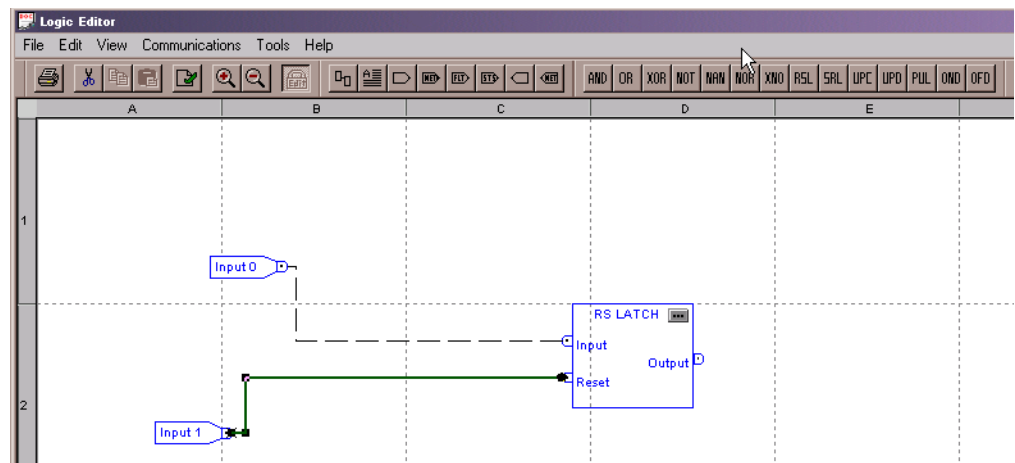 Logic Editor
File Edit View Communications Tools Help
AND OR XOR NOT NAN NOR XNO RSL SRL UPC UPD PUL OND OFD
A B C D E
1
Input 0
RS LATCH
Input
Output
Reset
2
Input 1